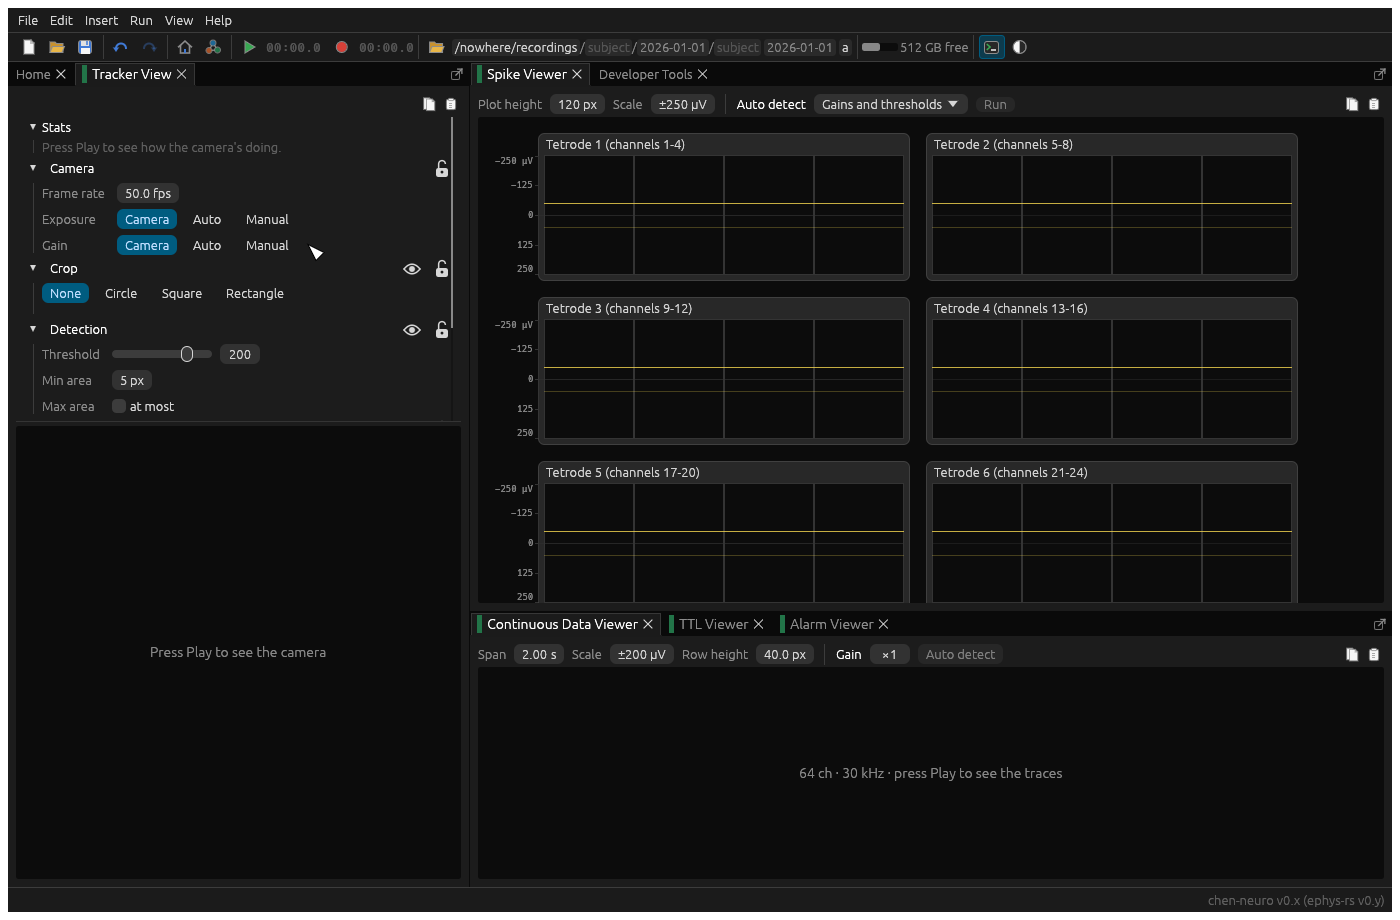 File Edit Insert Run View Help
00:00.0 00:00.0 /nowhere/recordings/subject/2026-01-01/subject 2026-01-01 a 512 GB free
Home Tracker View
Stats
Press Play to see how the camera's doing.
Camera
Frame rate 50.0 fps
Exposure Camera Auto Manual
Gain Camera Auto Manual
Crop
None Circle Square Rectangle
Detection
Threshold 200
Min area 5 px
Max area at most
Press Play to see the camera
Spike Viewer Developer Tools
Plot height 120 px Scale ±250 µV Auto detect Gains and thresholds Run
Tetrode 1 (channels 1-4) Tetrode 2 (channels 5-8)
−250 µV
−125
0
125
250
Tetrode 3 (channels 9-12) Tetrode 4 (channels 13-16)
−250 µV
−125
0
125
250
Tetrode 5 (channels 17-20) Tetrode 6 (channels 21-24)
−250 µV
−125
0
125
250
Continuous Data Viewer TTL Viewer Alarm Viewer
Span 2.00 s Scale ±200 µV Row height 40.0 px Gain ×1 Auto detect
64 ch · 30 kHz · press Play to see the traces
chen-neuro v0.x (ephys-rs v0.y)